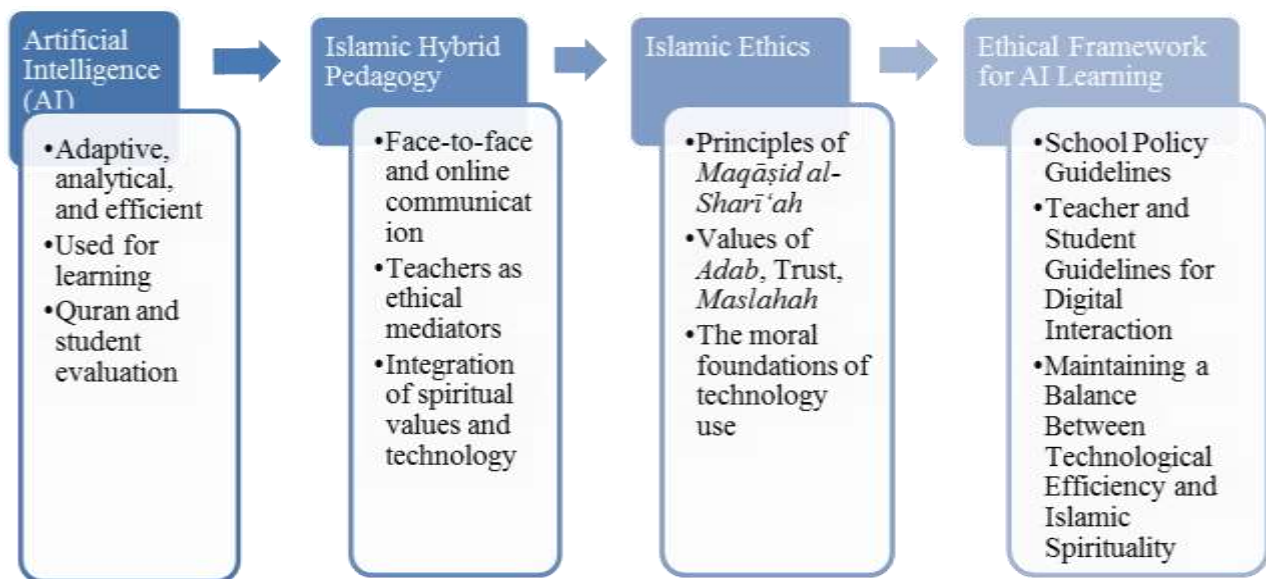 Artificial
Intelligence
(AI)
•Adaptive,
analytical,
and efficient
•Used for
learning
•Quran and
student
evaluation
Islamic Hybrid
Pedagogy
•Face-to-face
and online
communicat
ion
•Teachers as
ethical
mediators
•Integration
of spiritual
values and
technology
Islamic Ethics
•Principles of
Maqāṣid al-
Sharī‘ah
•Values of
Adab, Trust,
Maslahah
•The moral
foundations of
technology
use
Ethical Framework
for AI Learning
•School Policy
Guidelines
•Teacher and
Student
Guidelines for
Digital
Interaction
•Maintaining a
Balance
Between
Technological
Efficiency and
Islamic
Spirituality